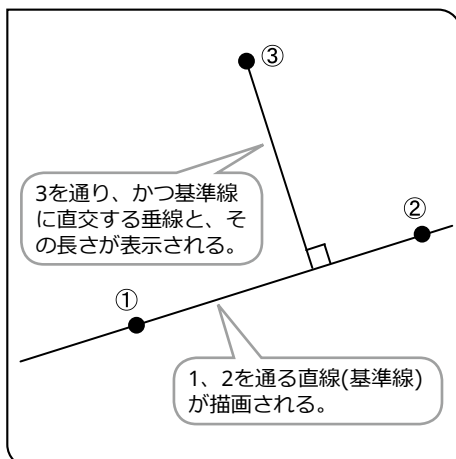 ③
3を通り、かつ基準線
に直交する垂線と、そ
の長さが表示される。
②
①
1、2を通る直線(基準線)
が描画される。